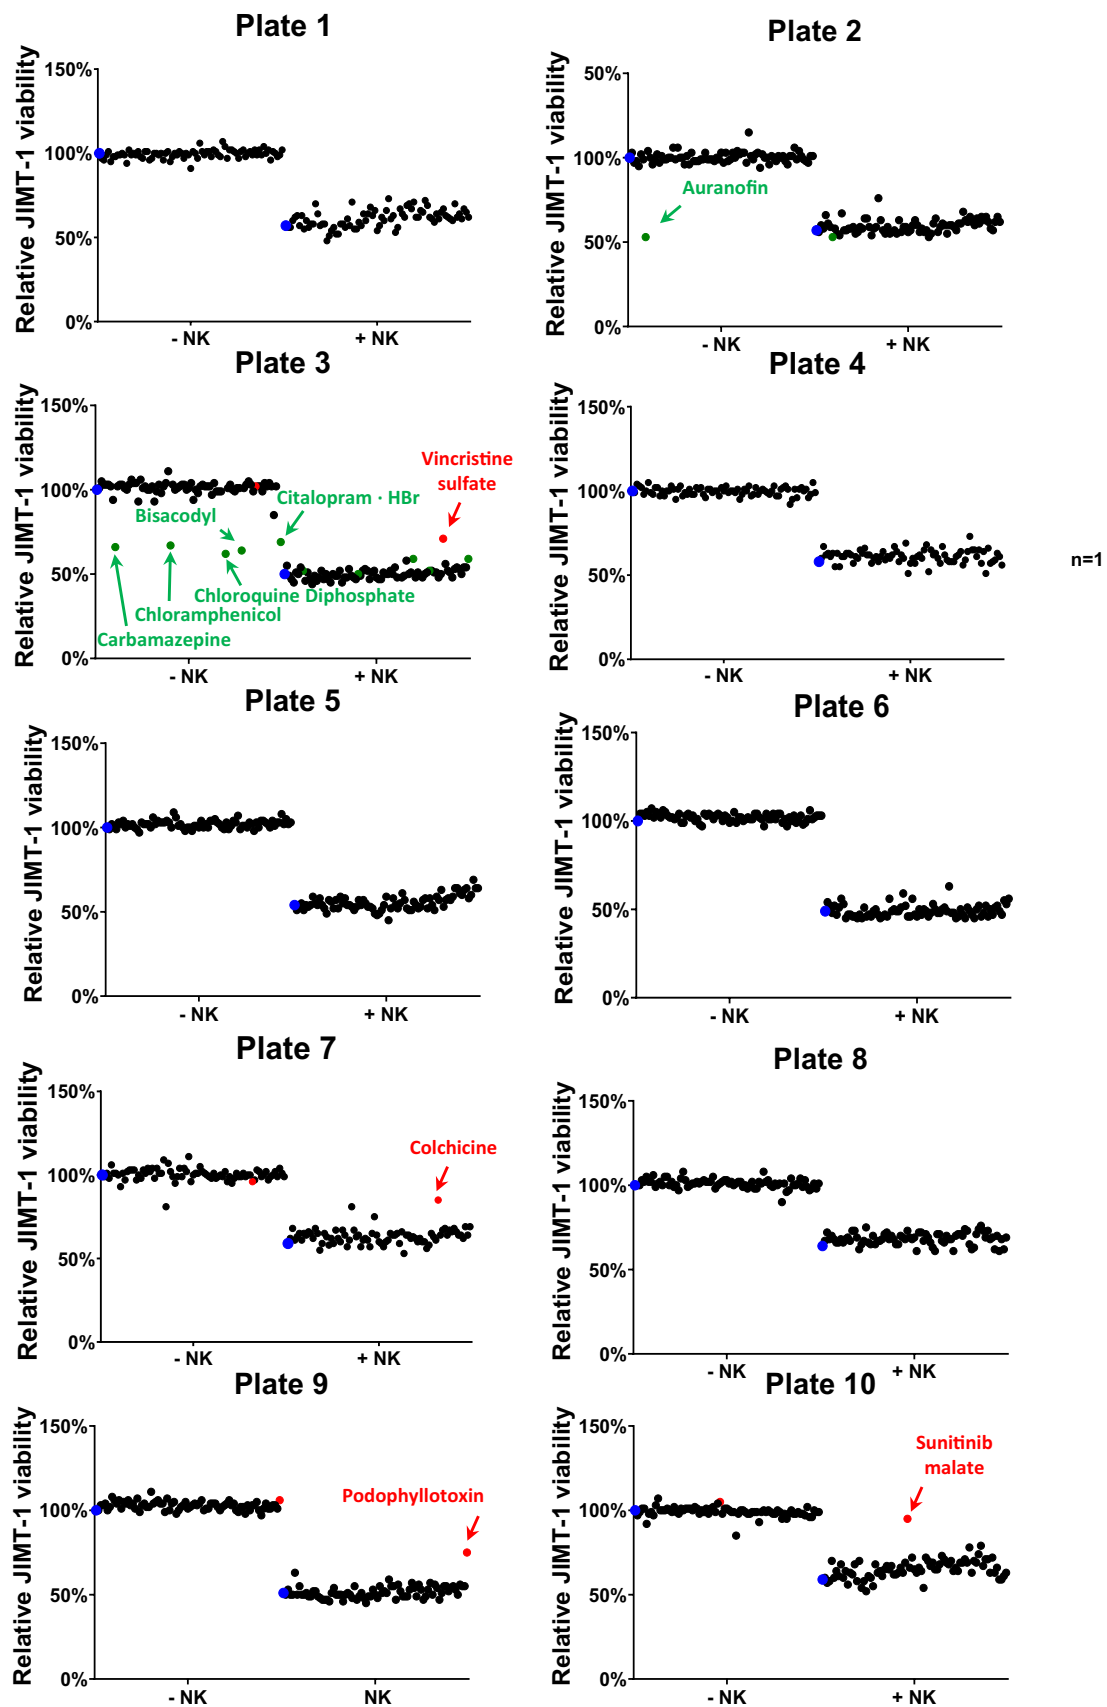 Plate 1
Relative JIMT-1 viability
150%
100%
50%
0%
- NK
+ NK
Plate 2
Relative JIMT-1 viability
50%
100%
50%
0%
Auranofin
- NK
+ NK
Plate 3
Relative JIMT-1 viability
150%
100%
50%
0%
Vincristine
sulfate
Citalopram · HBr
Bisacodyl
Chloroquine Diphosphate
Chloramphenicol
Carbamazepine
- NK
+ NK
Plate 4
Relative JIMT-1 viability
150%
100%
50%
0%
- NK
+ NK
n=1
Plate 5
Relative JIMT-1 viability
150%
100%
50%
0%
- NK
+ NK
Plate 6
Relative JIMT-1 viability
150%
100%
50%
0%
- NK
+ NK
Plate 7
Relative JIMT-1 viability
150%
100%
50%
0%
Colchicine
- NK
+ NK
Plate 8
Relative JIMT-1 viability
150%
100%
50%
0%
- NK
+ NK
Plate 9
Relative JIMT-1 viability
150%
100%
50%
0%
Podophyllotoxin
- NK
NK
Plate 10
Relative JIMT-1 viability
150%
100%
50%
0%
Sunitinib
malate
- NK
+ NK